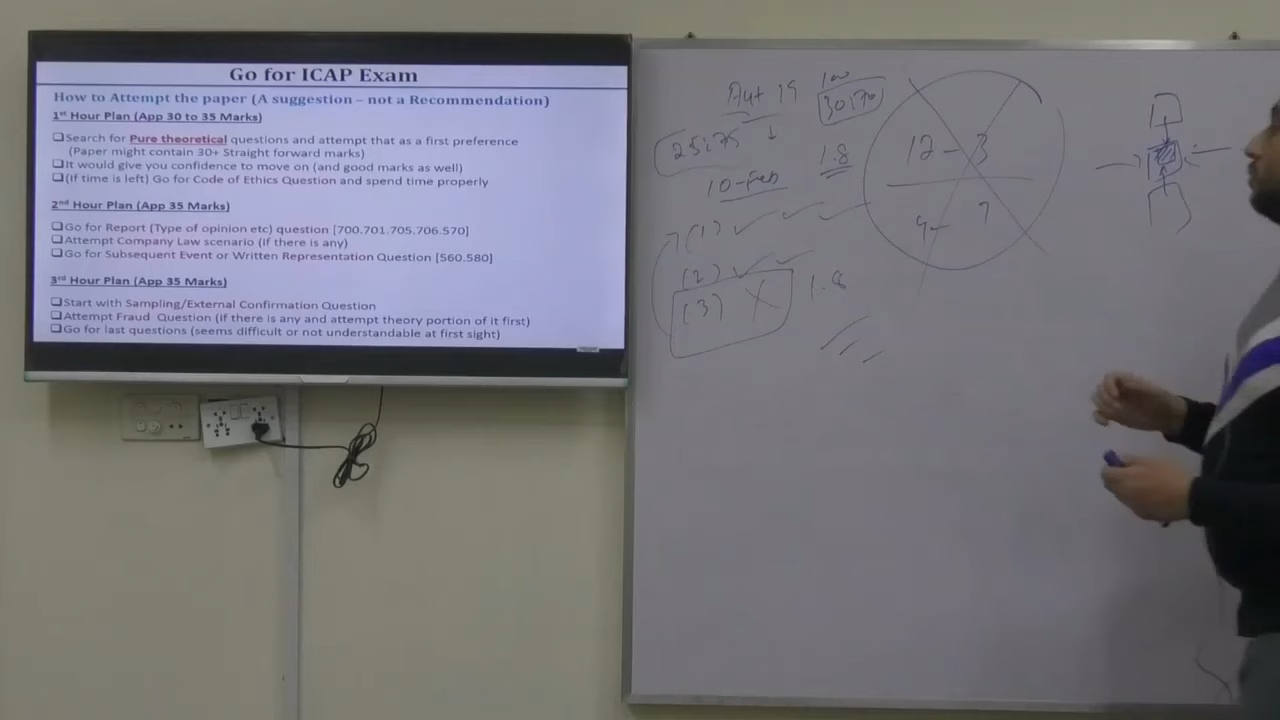 Go for ICAP Exam
How to Attempt the paper (A suggestion – not a Recommendation)
1st Hour Plan (App 30 to 35 Marks)
❑Search for Pure theoretical questions and attempt that as a first preference
(Paper might contain 30+ Straight forward marks)
❑It would give you confidence to move on (and good marks as well)
❑(If time is left) Go for Code of Ethics Question and spend time properly
2nd Hour Plan (App 35 Marks)
❑Go for Report (Type of opinion etc) question [700.701.705.706.570]
❑Attempt Company Law scenario (if there is any)
❑Go for Subsequent Event or Written Representation Question [560.580]
3rd Hour Plan (App 35 Marks)
❑Start with Sampling/External Confirmation Question
❑Attempt Fraud Question (if there is any and attempt theory portion of it first)
❑Go for last questions (seems difficult or not understandable at first sight)
Aut 19
100
30:70
25:75
1.8
10-Feb
(1)
(2)
(3) X
1.8
12 - 3
9 - 7